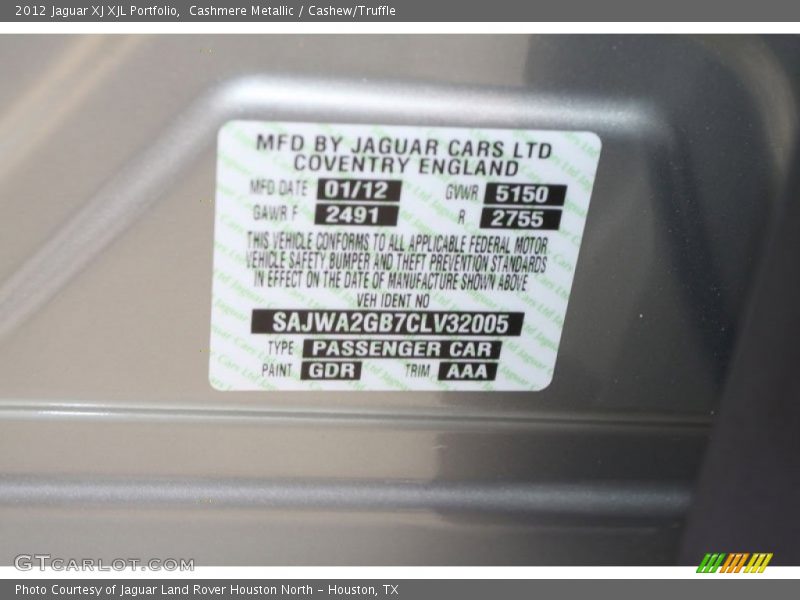 2012 Jaguar XJ XJL Portfolio,  Cashmere Metallic / Cashew/Truffle
MFD BY JAGUAR CARS LTD
COVENTRY ENGLAND
MFD DATE 01/12 GVWR 5150
GAWR F 2491 R 2755
THIS VEHICLE CONFORMS TO ALL APPLICABLE FEDERAL MOTOR
VEHICLE SAFETY BUMPER AND THEFT PREVENTION STANDARDS
IN EFFECT ON THE DATE OF MANUFACTURE SHOWN ABOVE
VEH IDENT NO
SAJWA2GB7CLV32005
TYPE PASSENGER CAR
PAINT GDR TRIM AAA
GTCARLOT.COM
Photo Courtesy of Jaguar Land Rover Houston North - Houston, TX